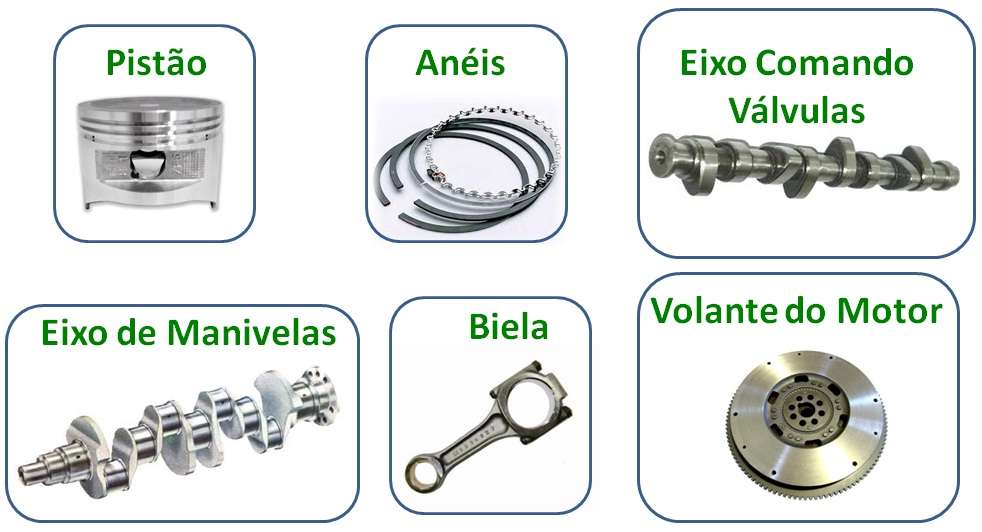 Pistão
Anéis
Eixo Comando
Válvulas
Eixo de Manivelas
Biela
Volante do Motor